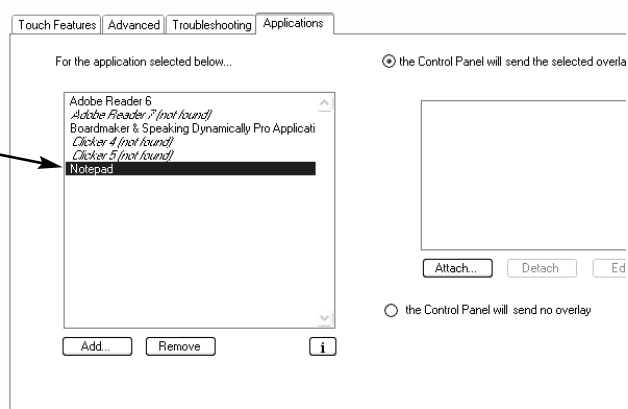 Touch Features Advanced Troubleshooting Applications
For the application selected below...
the Control Panel will send the selected overla
Adobe Reader 6
Adobe Reader 7 (not found)
Boardmaker & Speaking Dynamically Pro Applicati
Clicker 4 (not found)
Clicker 5 (not found)
Notepad
Attach... Detach Ed
the Control Panel will send no overlay
Add... Remove i